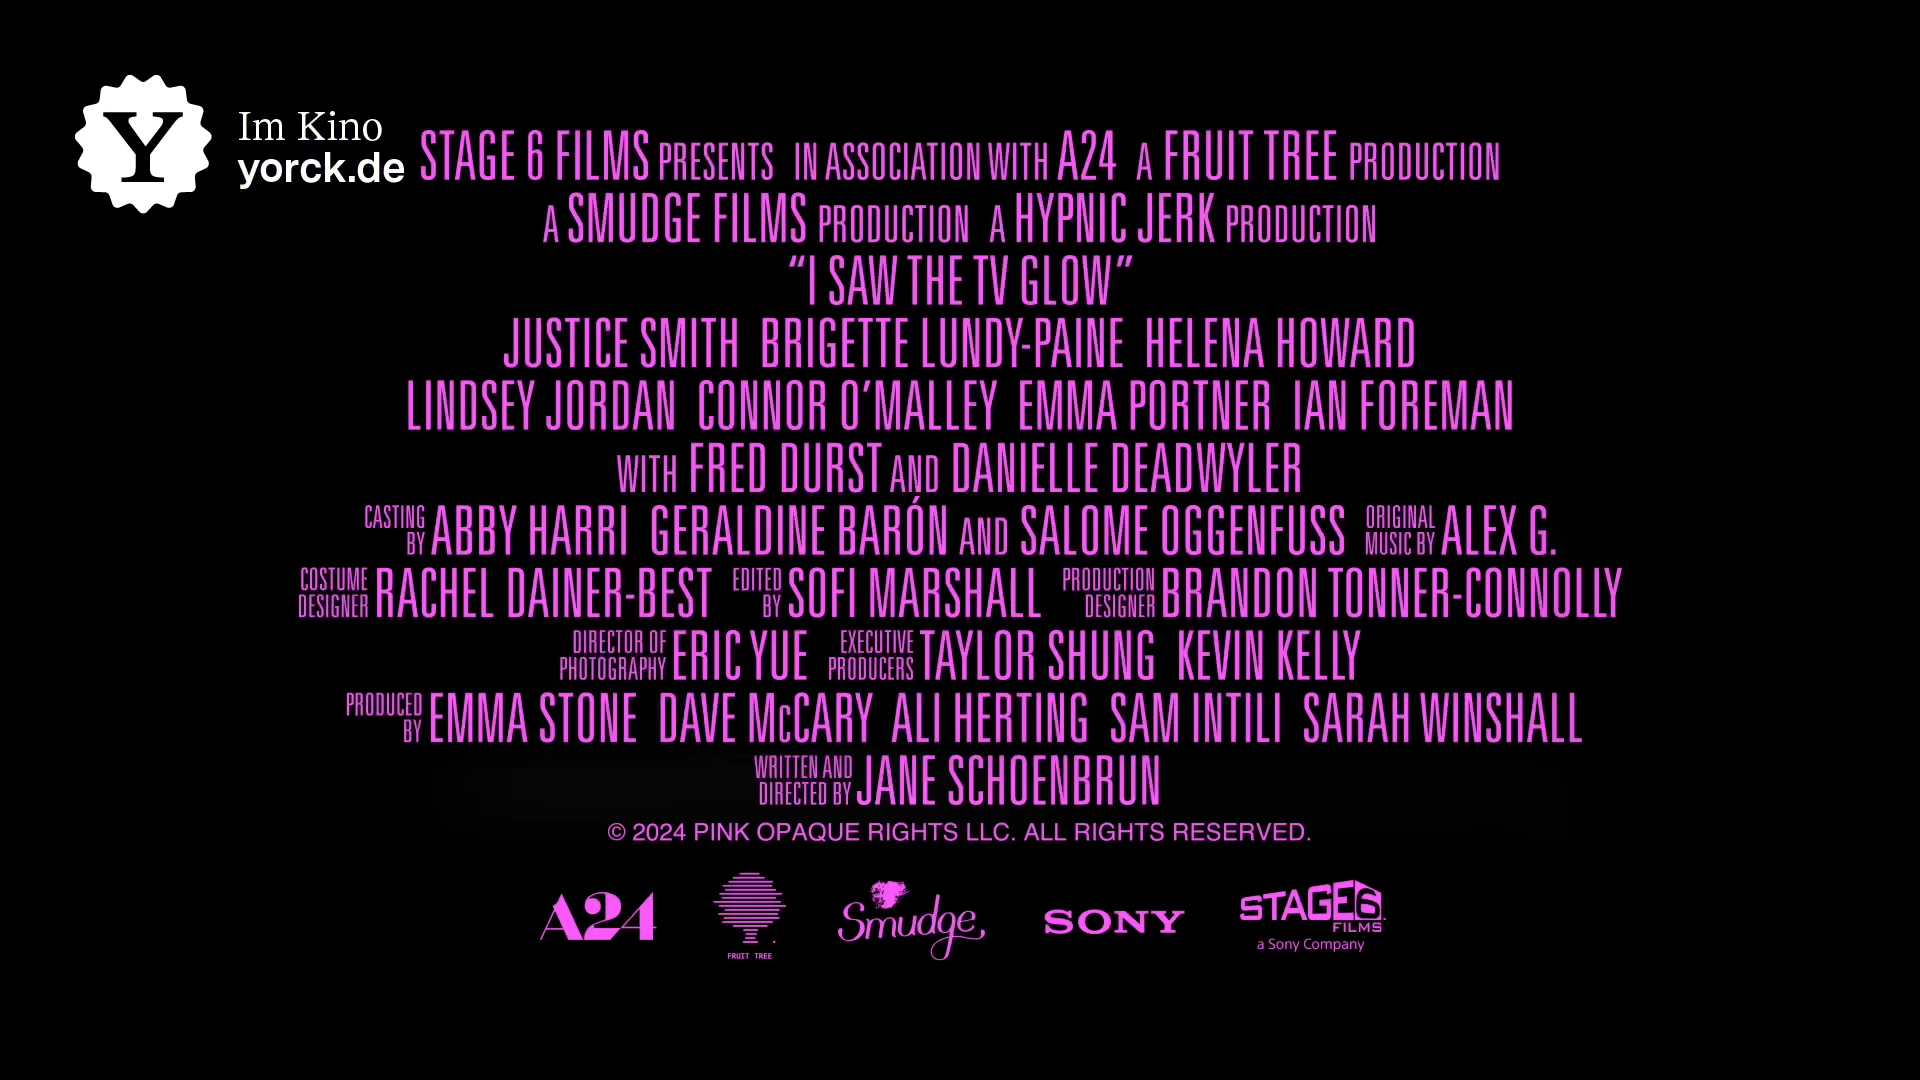 Y
Im Kino
yorck.de
STAGE 6 FILMS PRESENTS IN ASSOCIATION WITH A24 A FRUIT TREE PRODUCTION
A SMUDGE FILMS PRODUCTION A HYPNIC JERK PRODUCTION
“I SAW THE TV GLOW”
JUSTICE SMITH BRIGETTE LUNDY-PAINE HELENA HOWARD
LINDSEY JORDAN CONNOR O’MALLEY EMMA PORTNER IAN FOREMAN
WITH FRED DURST AND DANIELLE DEADWYLER
CASTING BY ABBY HARRI GERALDINE BARÓN AND SALOME OGGENFUSS ORIGINAL MUSIC BY ALEX G.
COSTUME DESIGNER RACHEL DAINER-BEST EDITED BY SOFI MARSHALL PRODUCTION DESIGNER BRANDON TONNER-CONNOLLY
DIRECTOR OF PHOTOGRAPHY ERIC YUE EXECUTIVE PRODUCERS TAYLOR SHUNG KEVIN KELLY
PRODUCED BY EMMA STONE DAVE McCARY ALI HERTING SAM INTILI SARAH WINSHALL
WRITTEN AND DIRECTED BY JANE SCHOENBRUN
© 2024 PINK OPAQUE RIGHTS LLC. ALL RIGHTS RESERVED.
A24
FRUIT TREE
Smudge
SONY
STAGE 6
FILMS
a Sony Company